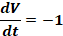 dV/dt = −1